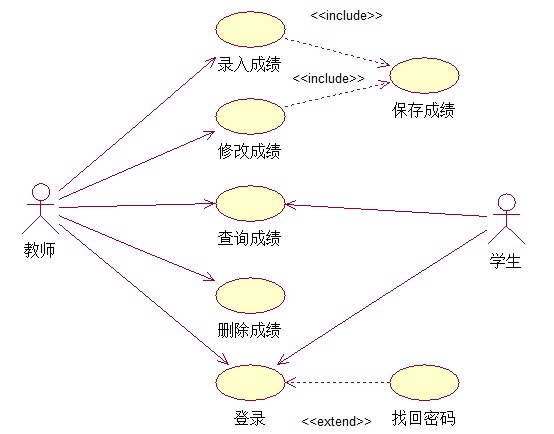 <<include>>
录入成绩
<<include>>
保存成绩
修改成绩
教师
查询成绩
学生
删除成绩
登录
<<extend>>
找回密码